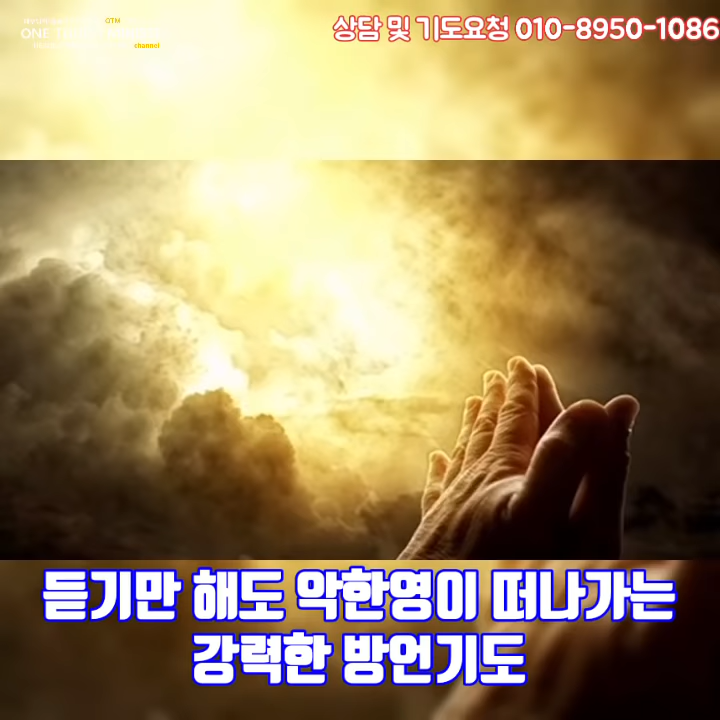 상담 및 기도요청 010-8950-1086
OTM
ONE
channel
듣기만 해도 악한영이 떠나가는
강력한 방언기도